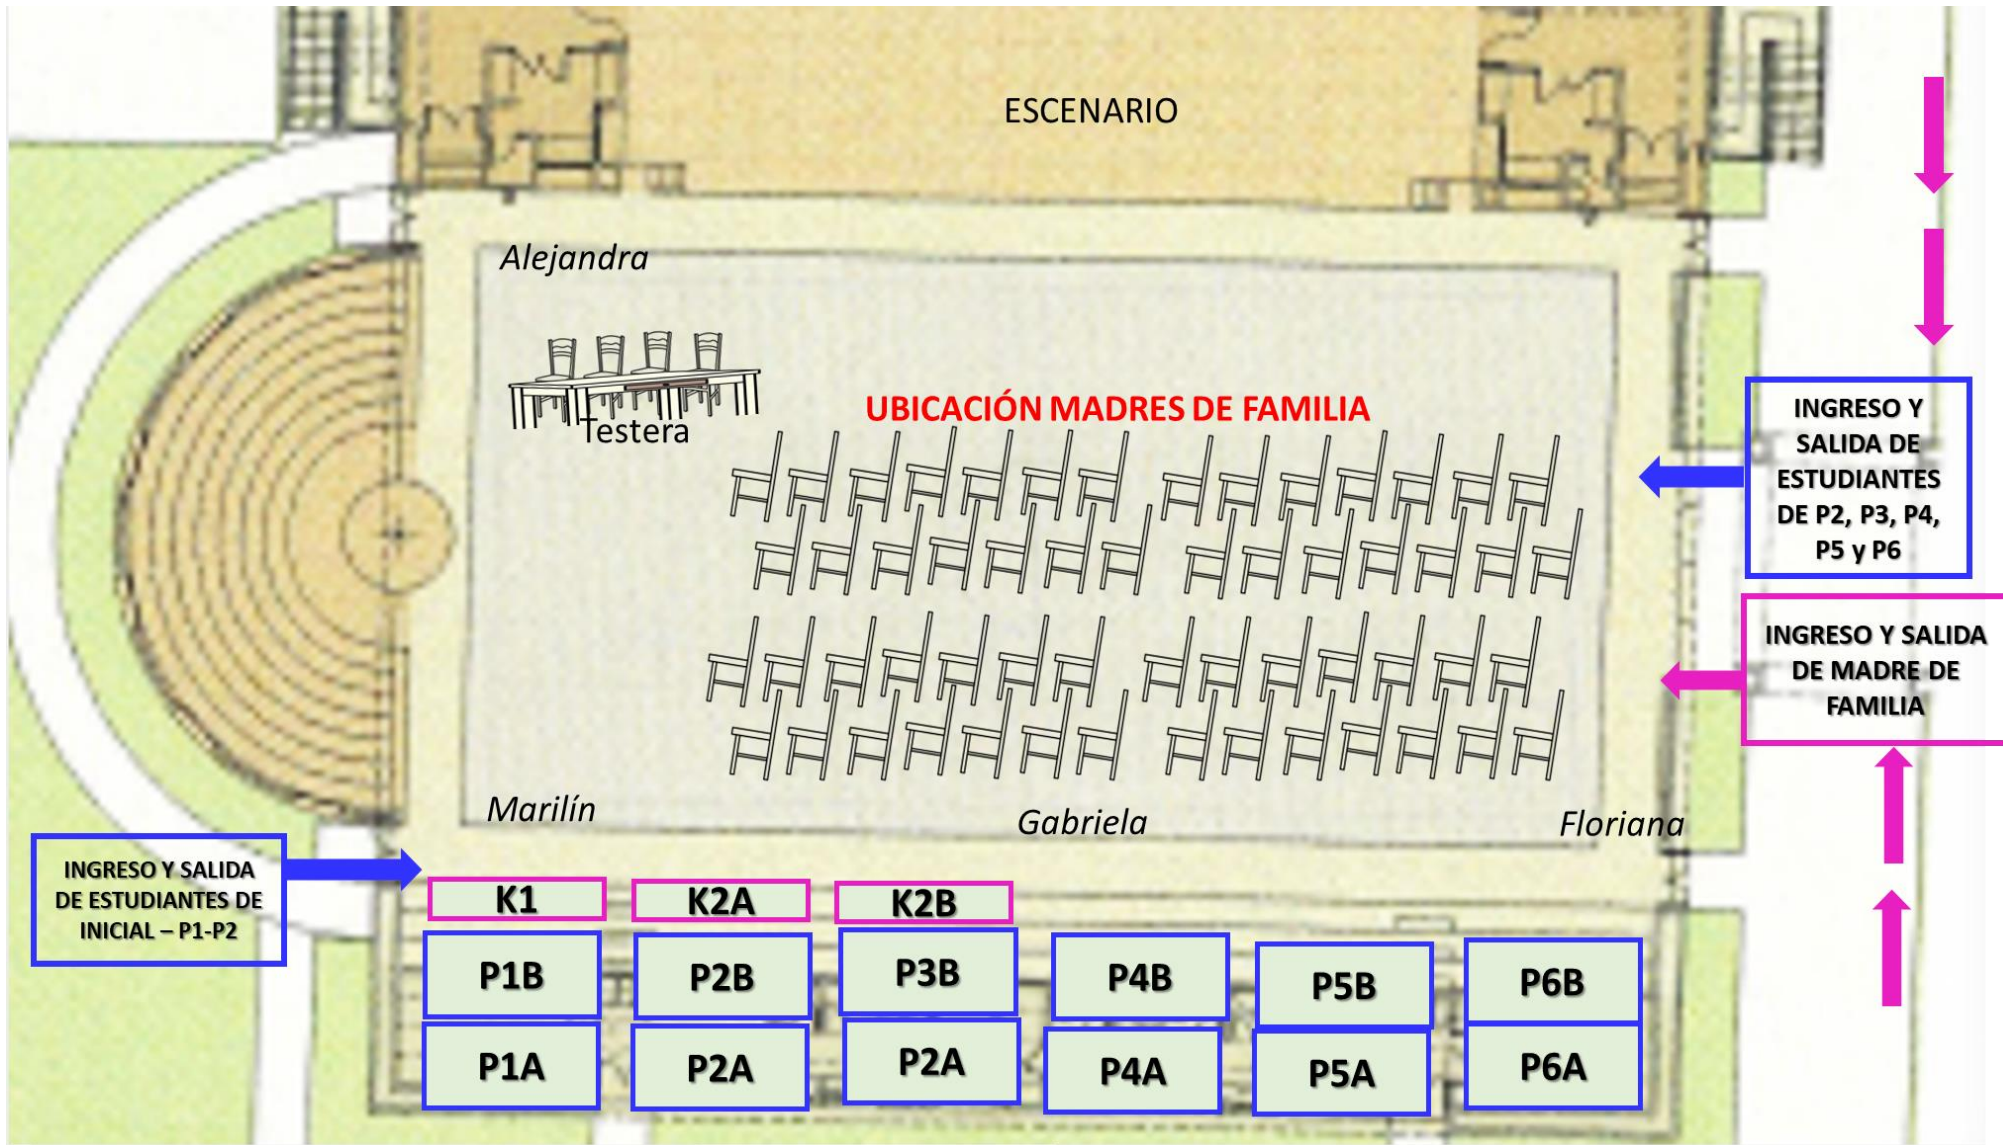 ESCENARIO
Alejandra
Testera
UBICACIÓN MADRES DE FAMILIA
INGRESO Y
SALIDA DE
ESTUDIANTES
DE P2, P3, P4,
P5 y P6
INGRESO Y SALIDA
DE MADRE DE
FAMILIA
Marilín
Gabriela
Floriana
INGRESO Y SALIDA
DE ESTUDIANTES DE
INICIAL – P1-P2
K1
K2A
K2B
P1B
P2B
P3B
P4B
P5B
P6B
P1A
P2A
P2A
P4A
P5A
P6A